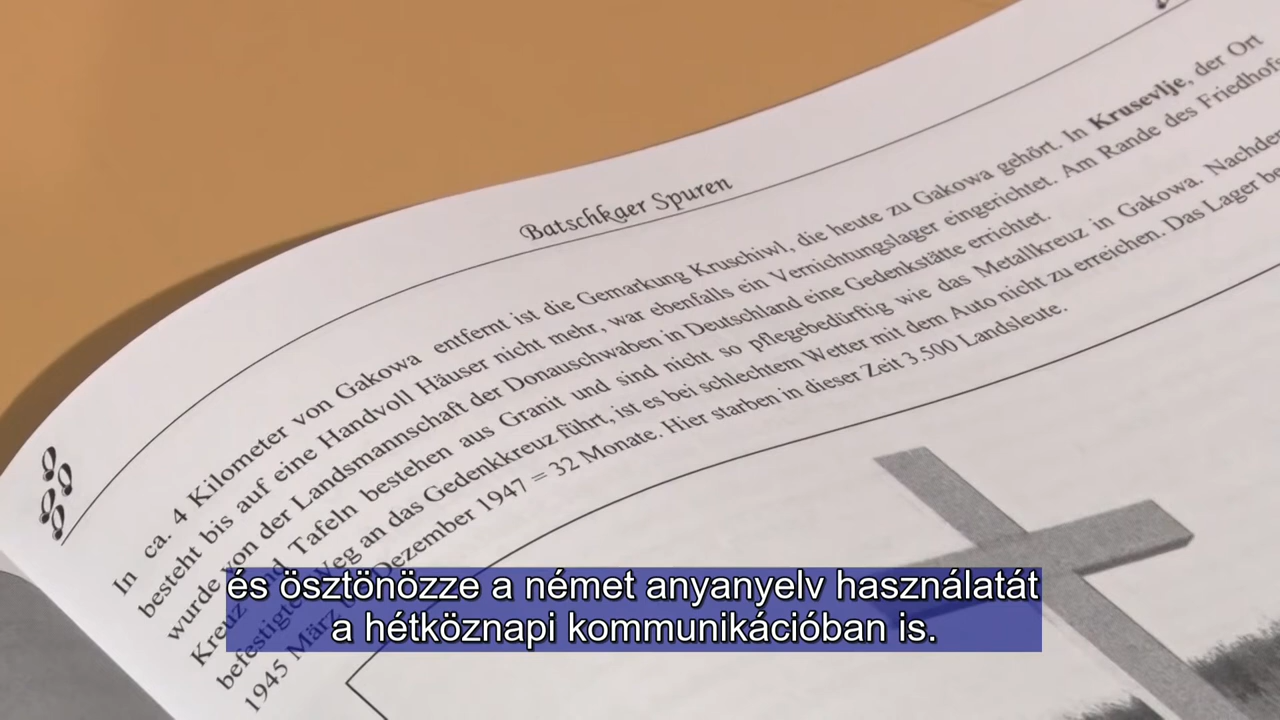 Batschkaer Spuren
In ca. 4 Kilometer von Gakowa entfernt ist die Gemarkung Kruschiwl, die heute zu Gakowa gehört. In Krusevlje, der Ort
besteht bis auf eine Handvoll Häuser nicht mehr, war ebenfalls ein Vernichtungslager eingerichtet. Am Rande des Friedhofs
wurde von der Landsmannschaft der Donauschwaben in Deutschland eine Gedenkstätte errichtet.
Kreuz und Tafeln bestehen aus Granit und sind nicht so pflegebedürftig wie das Metallkreuz in Gakowa.
befestigter Weg an das Gedenkkreuz führt, ist es bei schlechtem Wetter mit dem Auto nicht zu erreichen. Das Lager
1945 März Dezember 1947 = 32 Monate. Hier starben in dieser Zeit 3.500 Landsleute.
és ösztönözze a német anyanyelv használatát
a hétköznapi kommunikációban is.